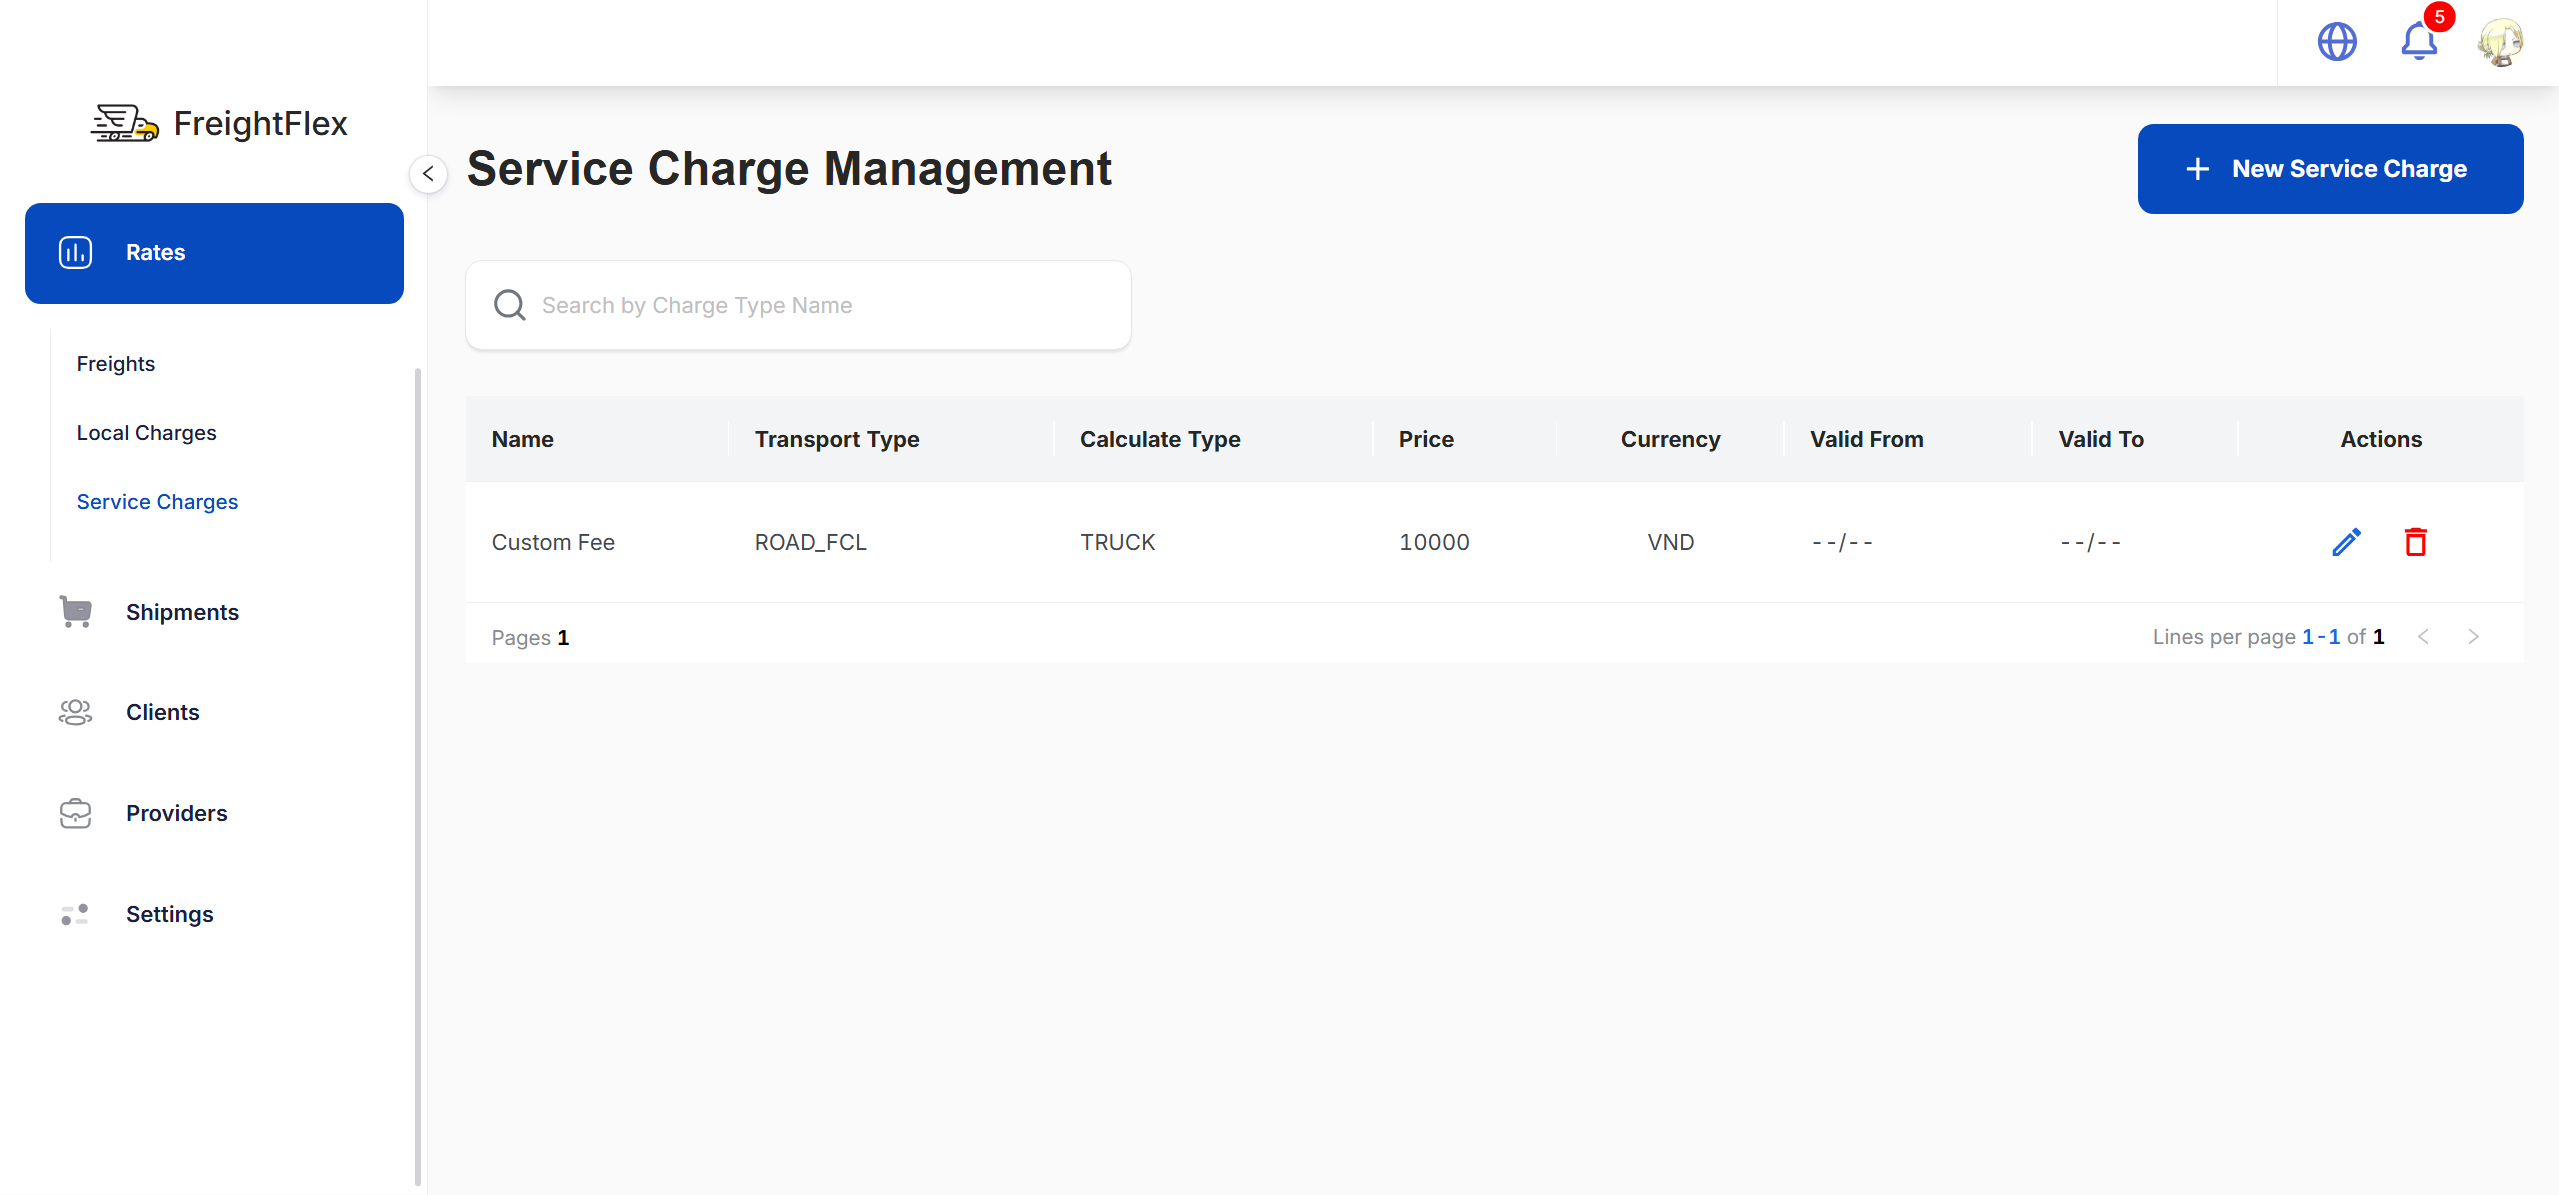 5
FreightFlex
Service Charge Management
New Service Charge
Rates
Search by Charge Type Name
Freights
Local Charges
Service Charges
Name Transport Type Calculate Type Price Currency Valid From Valid To Actions
Custom Fee ROAD_FCL TRUCK 10000 VND --/-- --/--
Pages 1
Lines per page 1-1 of 1
Shipments
Clients
Providers
Settings